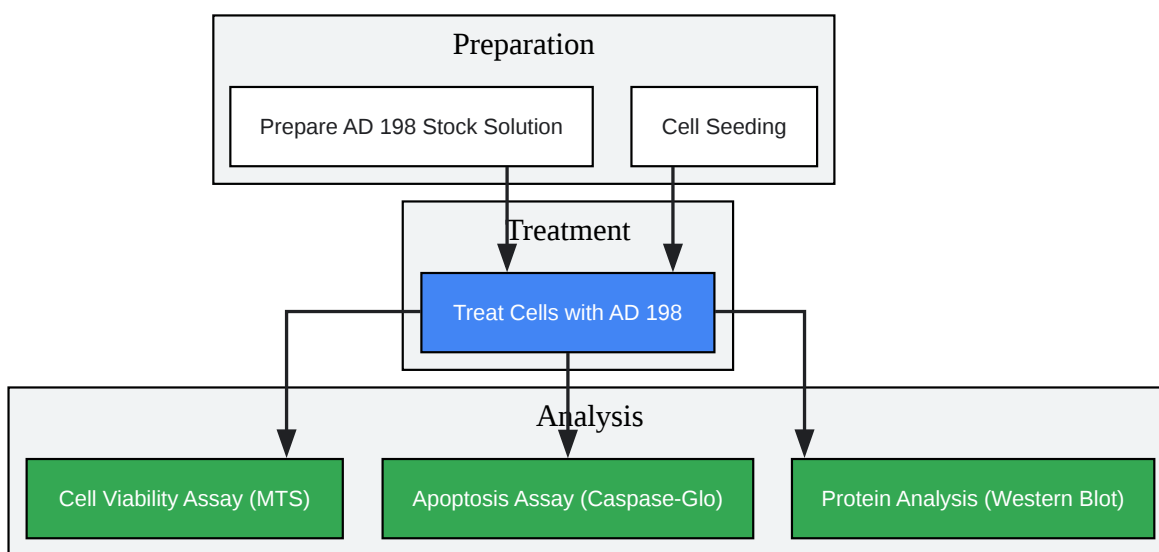 Preparation
Prepare AD 198 Stock Solution
Cell Seeding
Treatment
Treat Cells with AD 198
Analysis
Cell Viability Assay (MTS)
Apoptosis Assay (Caspase-Glo)
Protein Analysis (Western Blot)